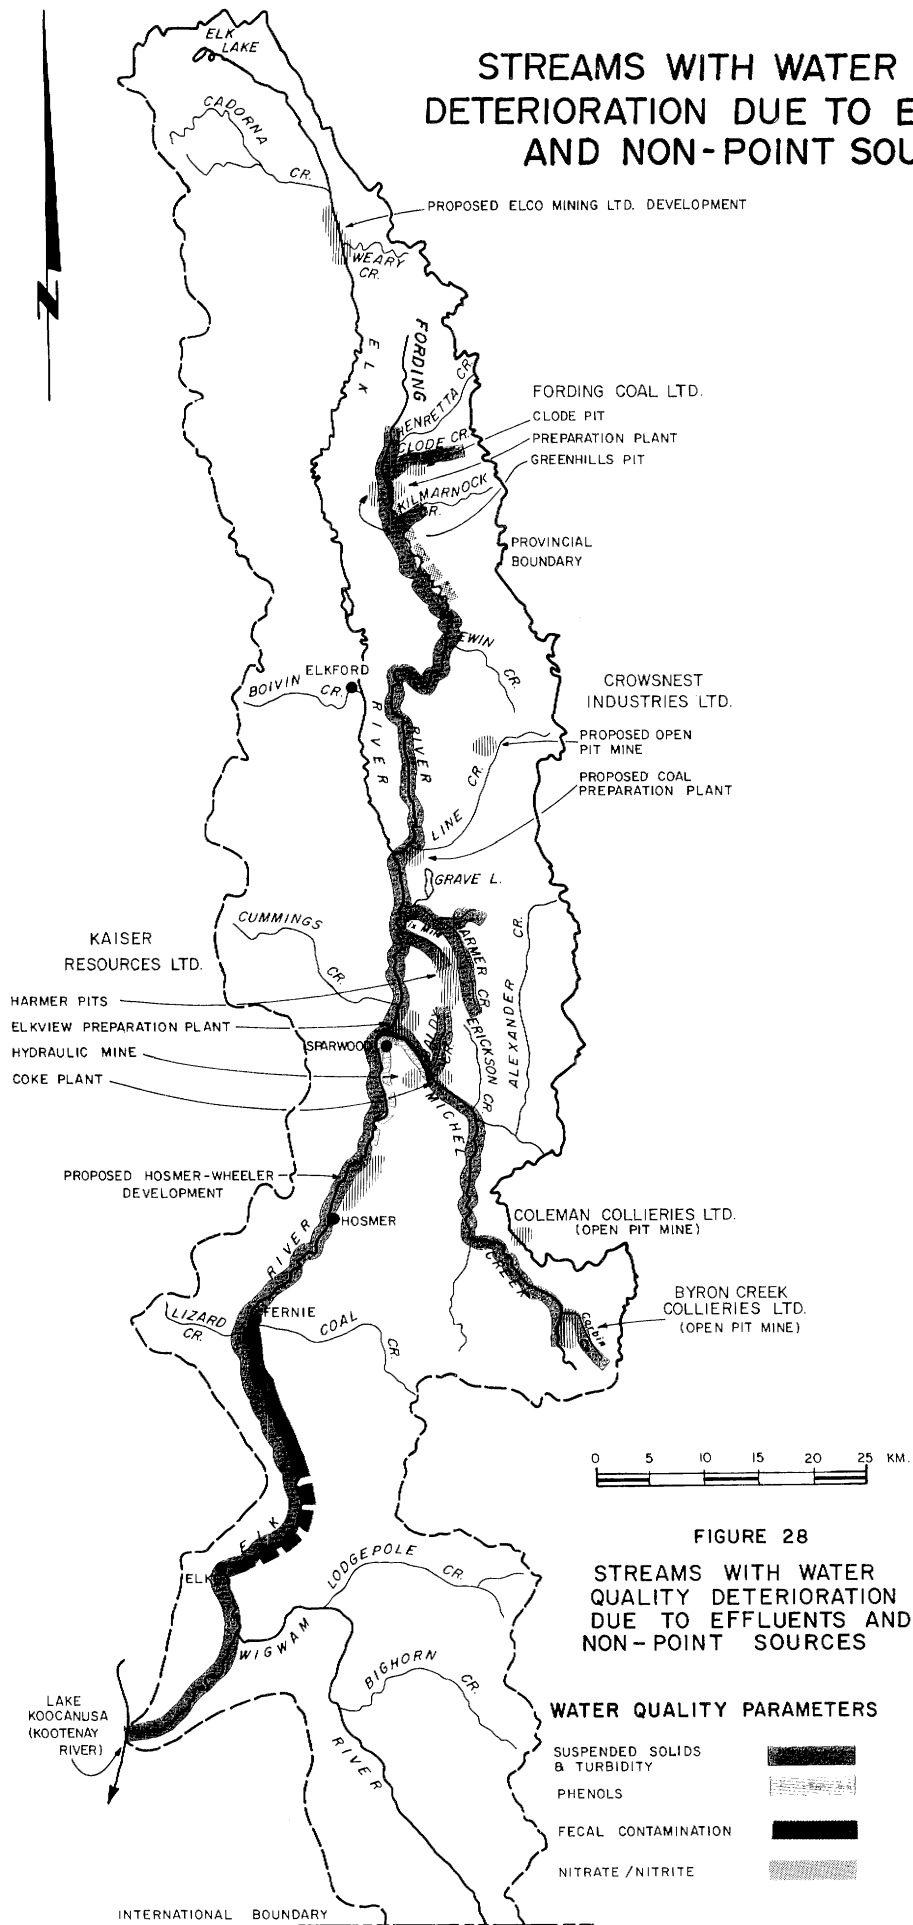 STREAMS WITH WATER
DETERIORATION DUE TO E
AND NON-POINT SOU
ELK
LAKE
CADORNA
CR.
PROPOSED ELCO MINING LTD. DEVELOPMENT
WEARY
CR.
N
ELK
FORDING
HENRETTA CR.
FORDING COAL LTD.
CLODE PIT
CLODE CR.
PREPARATION PLANT
GREENHILLS PIT
KILMARNOCK
CR.
PROVINCIAL
BOUNDARY
EWIN
CR.
ELKFORD
BOIVIN CR.
CROWSNEST
INDUSTRIES LTD.
RIVER
RIVER
PROPOSED OPEN
PIT MINE
PROPOSED COAL
PREPARATION PLANT
LINE CR.
GRAVE L.
CUMMINGS
CR.
KAISER
RESOURCES LTD.
SIX MILE
HARMER CR.
ALEXANDER CR.
HARMER PITS
ELKVIEW PREPARATION PLANT
SPARWOOD
HYDRAULIC MINE
COKE PLANT
BALDY
CR.
ERICKSON CR.
MICHEL
PROPOSED HOSMER-WHEELER
DEVELOPMENT
HOSMER
COLEMAN COLLIERIES LTD.
(OPEN PIT MINE)
RIVER
CREEK
BYRON CREEK
COLLIERIES LTD.
(OPEN PIT MINE)
Corbin
FERNIE
LIZARD
CR.
COAL
CR.
0 5 10 15 20 25 KM.
FIGURE 28
STREAMS WITH WATER
QUALITY DETERIORATION
DUE TO EFFLUENTS AND
NON-POINT SOURCES
ELK
ELK
LODGEPOLE CR.
WIGWAM
BIGHORN
CR.
RIVER
LAKE
KOOCANUSA
(KOOTENAY
RIVER)
WATER QUALITY PARAMETERS
SUSPENDED SOLIDS
& TURBIDITY
PHENOLS
FECAL CONTAMINATION
NITRATE/NITRITE
INTERNATIONAL BOUNDARY